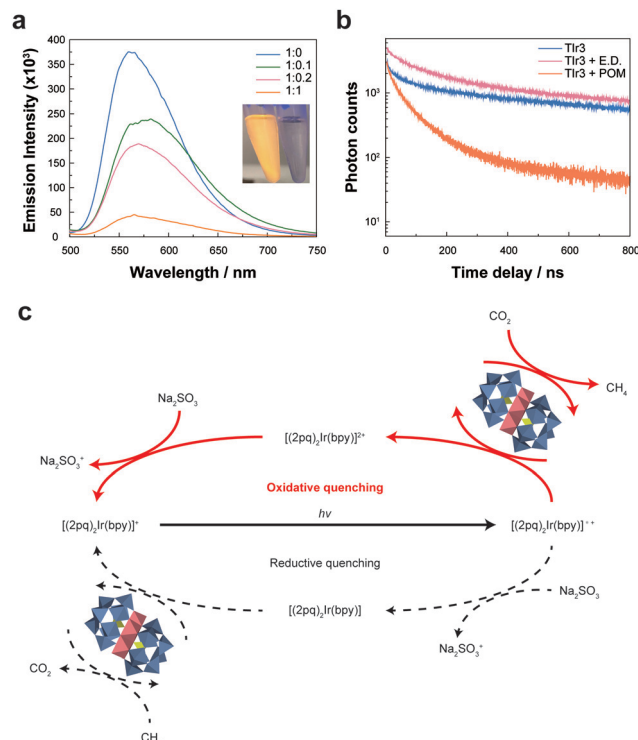 a
Emission Intensity (x10³)
400
350
300
250
200
150
100
50
0
500
550
600
650
700
750
Wavelength / nm
1:0
1:0.1
1:0.2
1:1
b
Photon counts
10³
10²
10¹
0
200
400
600
800
Time delay / ns
TIr3
TIr3 + E.D.
TIr3 + POM
c
CO₂
CH₄
Na₂SO₃
[(2pq)₂Ir(bpy)]²⁺
Na₂SO₃⁺
Oxidative quenching
[(2pq)₂Ir(bpy)]⁺
hv
[(2pq)₂Ir(bpy)]˙⁺
Reductive quenching
Na₂SO₃
[(2pq)₂Ir(bpy)]
Na₂SO₃⁺
CO₂
CH